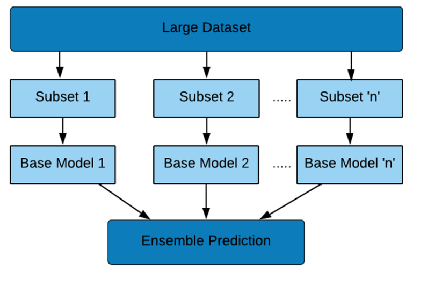 Large Dataset
Subset 1
Subset 2
.....
Subset 'n'
Base Model 1
Base Model 2
.....
Base Model 'n'
Ensemble Prediction